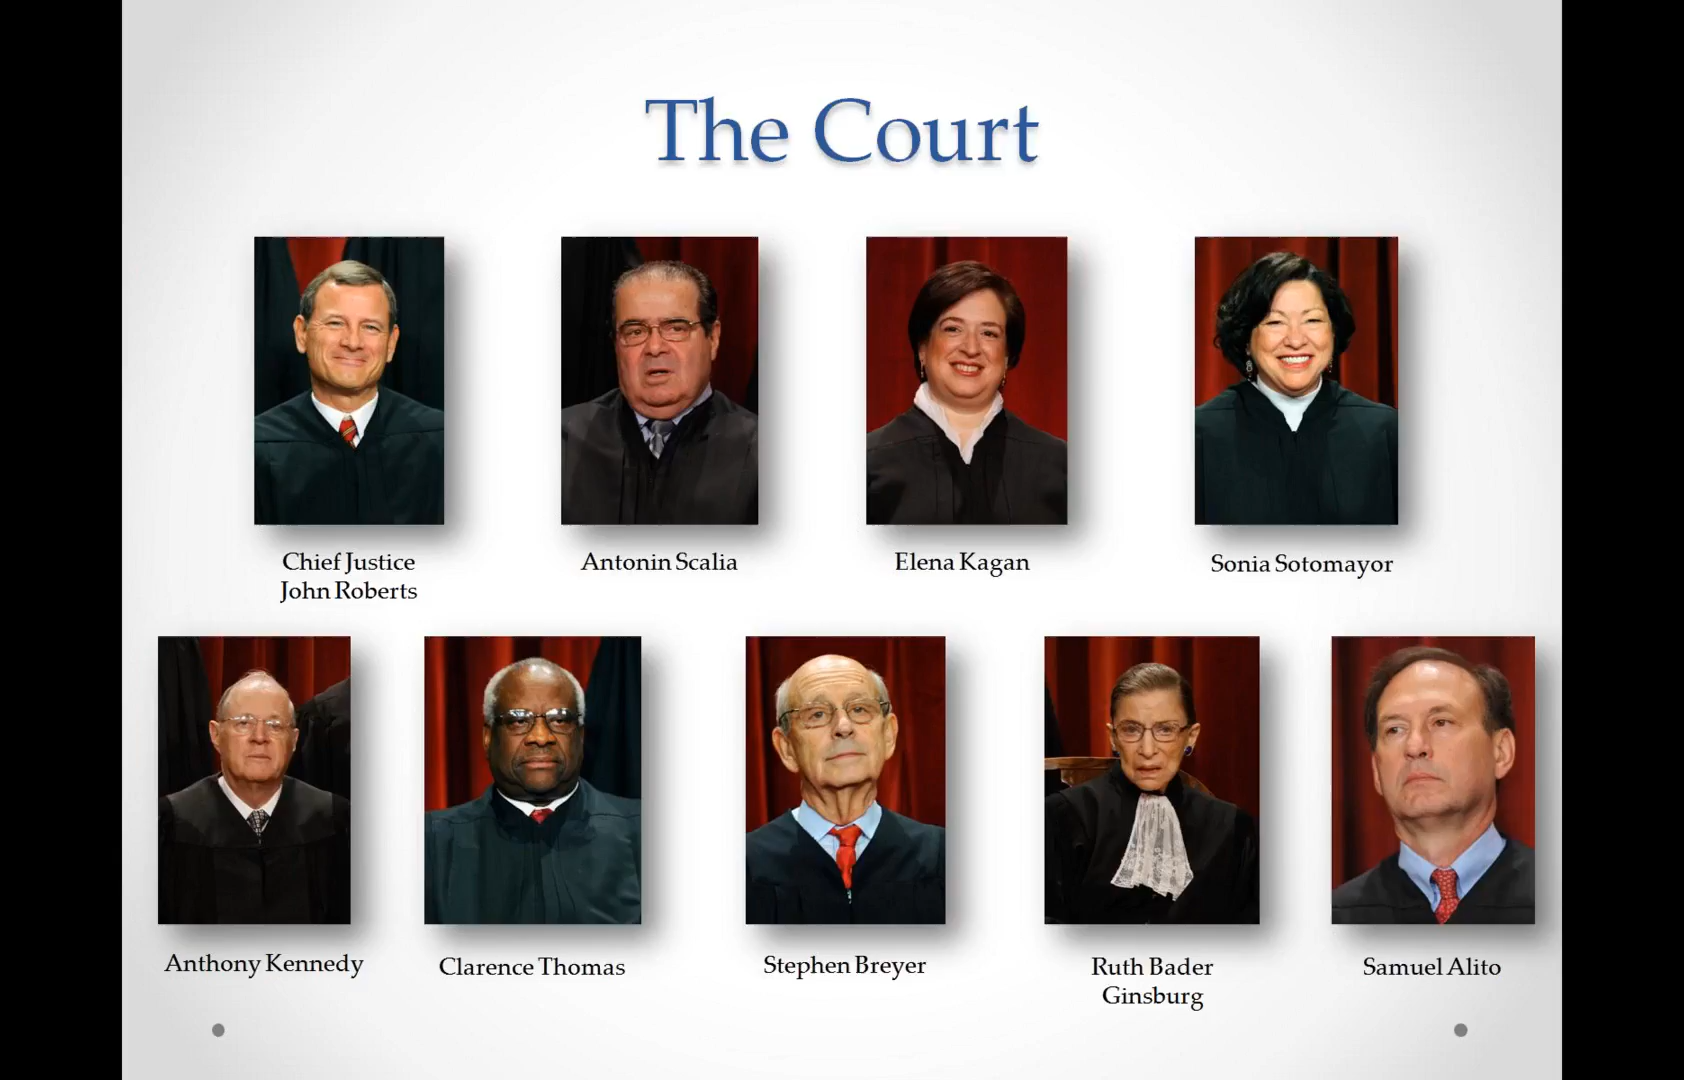 The Court
Chief Justice
John Roberts
Antonin Scalia
Elena Kagan
Sonia Sotomayor
Anthony Kennedy
Clarence Thomas
Stephen Breyer
Ruth Bader
Ginsburg
Samuel Alito